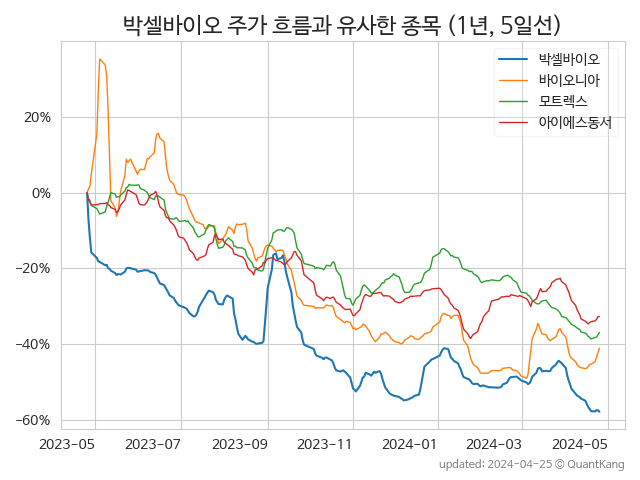 박셀바이오 주가 흐름과 유사한 종목 (1년, 5일선)
박셀바이오
바이오니아
모트렉스
아이에스동서
20%
0%
−20%
−40%
−60%
2023-05 2023-07 2023-09 2023-11 2024-01 2024-03 2024-05
updated: 2024-04-25 © QuantKang